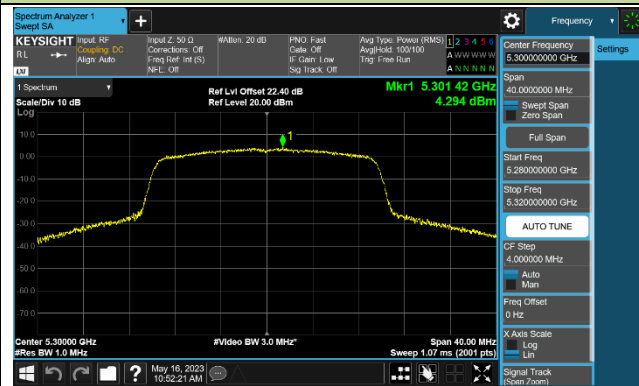 Spectrum Analyzer 1
Swept SA
Frequency
KEYSIGHT
RL
LXI
Input: RF
Coupling: DC
Align: Auto
Input Z: 50 Ω
Corrections: Off
Freq Ref: Int (S)
NFE: Off
#Atten: 20 dB
PNO: Fast
Gate: Off
IF Gain: Low
Sig Track: Off
Avg Type: Power (RMS)
Avg|Hold: 100/100
Trig: Free Run
1 2 3 4 5 6
A W W W W W
A N N N N N
1 Spectrum
Scale/Div 10 dB
Log
Ref Lvl Offset 22.40 dB
Ref Level 20.00 dBm
Mkr1 5.301 42 GHz
4.294 dBm
1
10.0
0.00
-10.0
-20.0
-30.0
-40.0
-50.0
-60.0
-70.0
Center 5.30000 GHz
#Res BW 1.0 MHz
#Video BW 3.0 MHz*
Span 40.00 MHz
Sweep 1.07 ms (2001 pts)
May 16, 2023
10:52:21 AM
Center Frequency
5.300000000 GHz
Settings
Span
40.0000000 MHz
Swept Span
Zero Span
Full Span
Start Freq
5.280000000 GHz
Stop Freq
5.320000000 GHz
AUTO TUNE
CF Step
4.000000 MHz
Auto
Man
Freq Offset
0 Hz
X Axis Scale
Log
Lin
Signal Track
(Span Zoom)